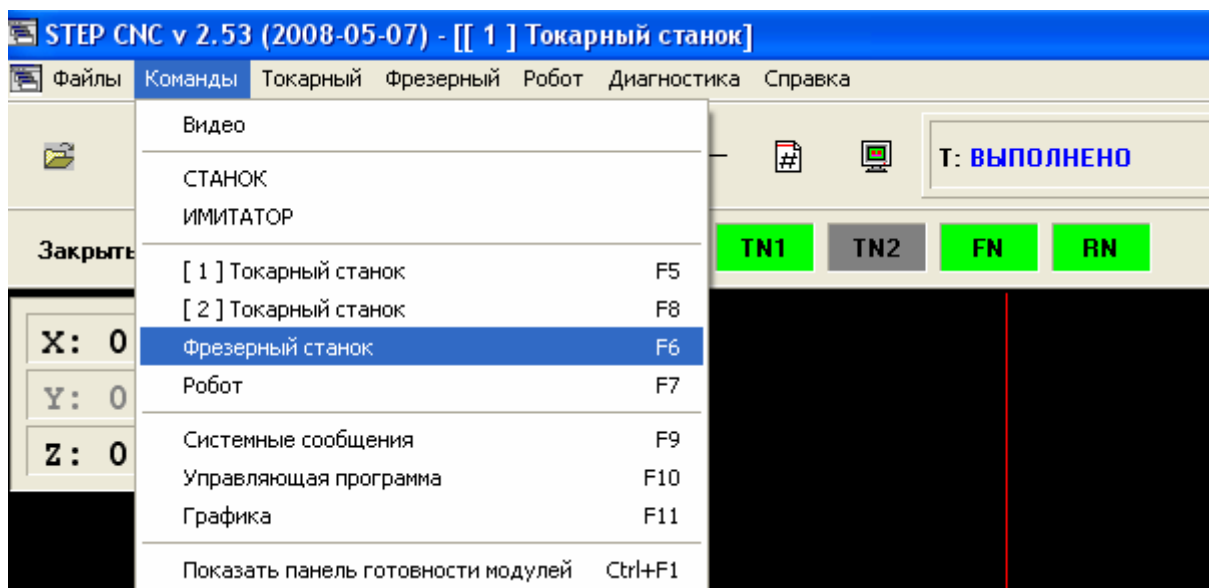 STEP CNC v 2.53 (2008-05-07) - [[ 1 ] Токарный станок]
Файлы Команды Токарный Фрезерный Робот Диагностика Справка
Видео
СТАНОК
ИМИТАТОР
T: ВЫПОЛНЕНО
Закрыть
TN1 TN2 FN RN
[ 1 ] Токарный станок F5
[ 2 ] Токарный станок F8
Фрезерный станок F6
Робот F7
X: 0
Y: 0
Z: 0
Системные сообщения F9
Управляющая программа F10
Графика F11
Показать панель готовности модулей Ctrl+F1